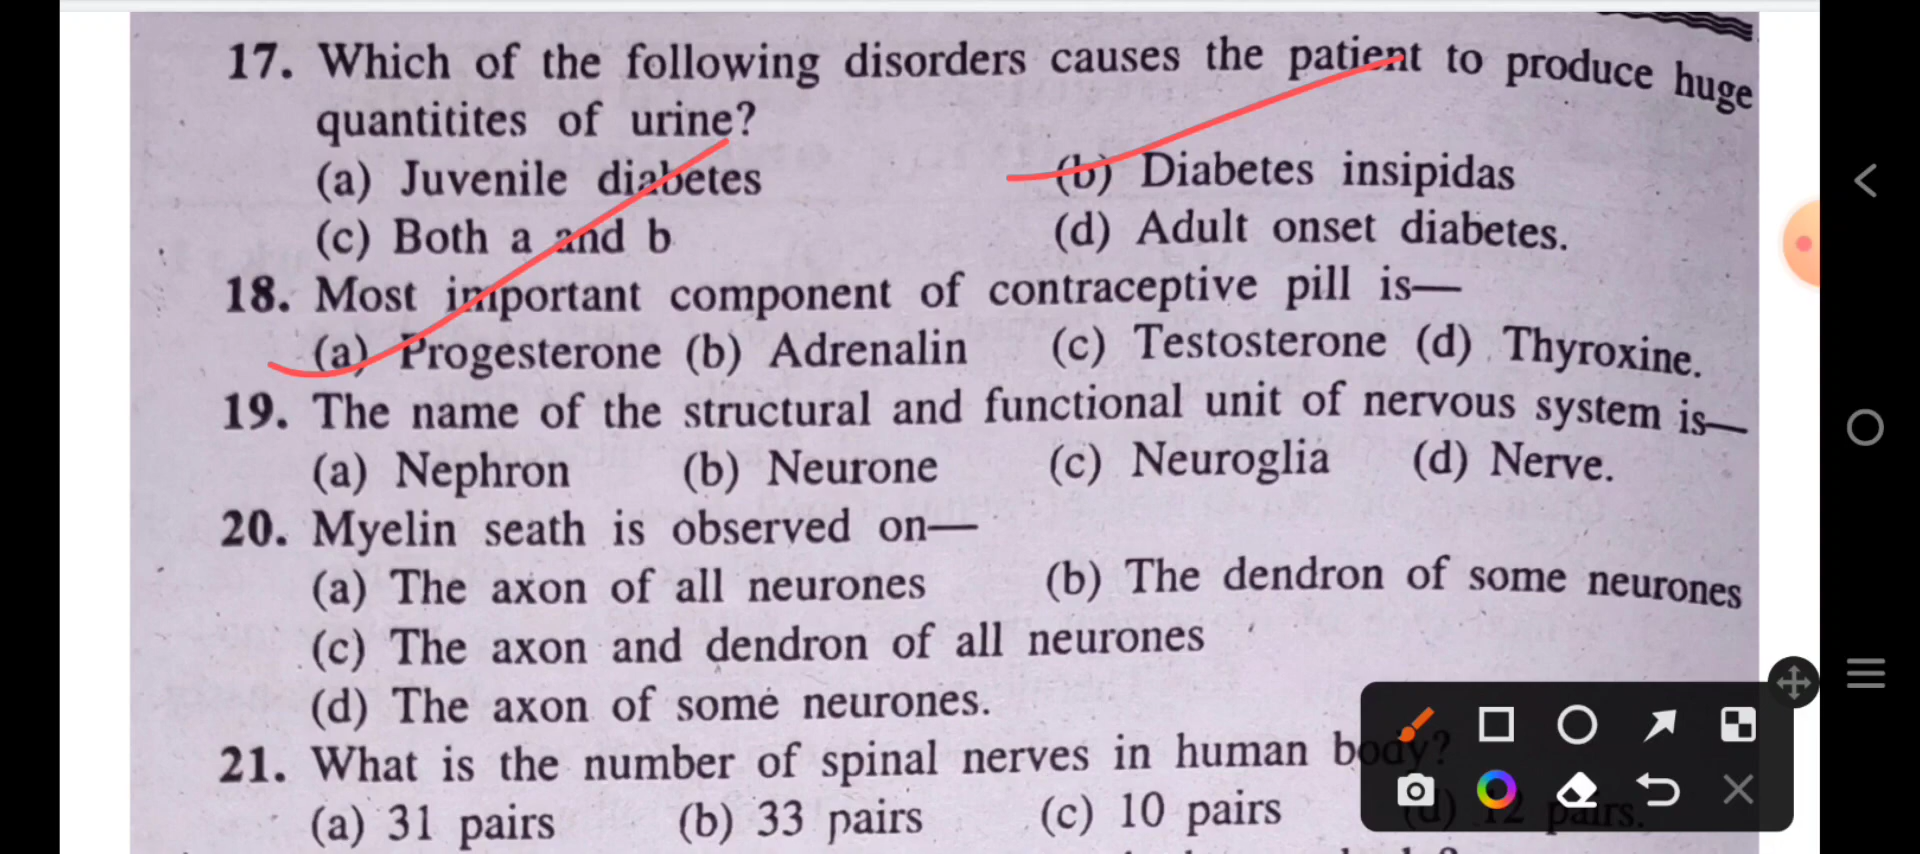 17. Which of the following disorders causes the patient to produce huge
quantitites of urine?
(a) Juvenile diabetes (b) Diabetes insipidas
(c) Both a and b (d) Adult onset diabetes.
18. Most important component of contraceptive pill is—
(a) Progesterone (b) Adrenalin (c) Testosterone (d) Thyroxine.
19. The name of the structural and functional unit of nervous system is—
(a) Nephron (b) Neurone (c) Neuroglia (d) Nerve.
20. Myelin seath is observed on—
(a) The axon of all neurones (b) The dendron of some neurones
(c) The axon and dendron of all neurones
(d) The axon of some neurones.
21. What is the number of spinal nerves in human body?
(a) 31 pairs (b) 33 pairs (c) 10 pairs (d) 12 pairs.